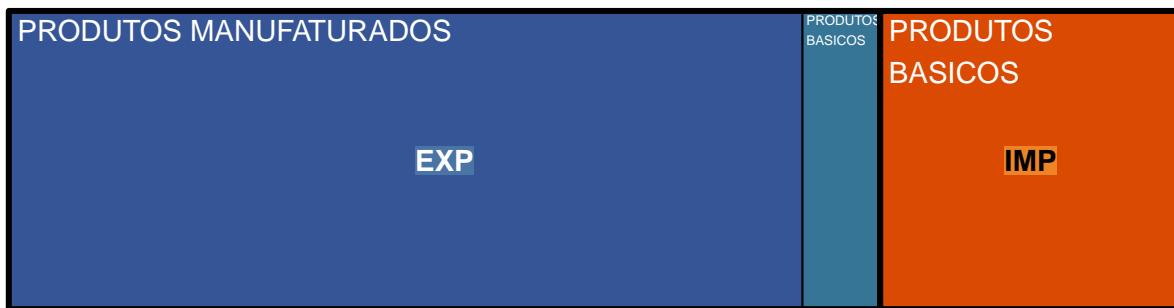 PRODUTOS MANUFATURADOS
EXP
PRODUTOS
BASICOS
PRODUTOS
BASICOS
IMP